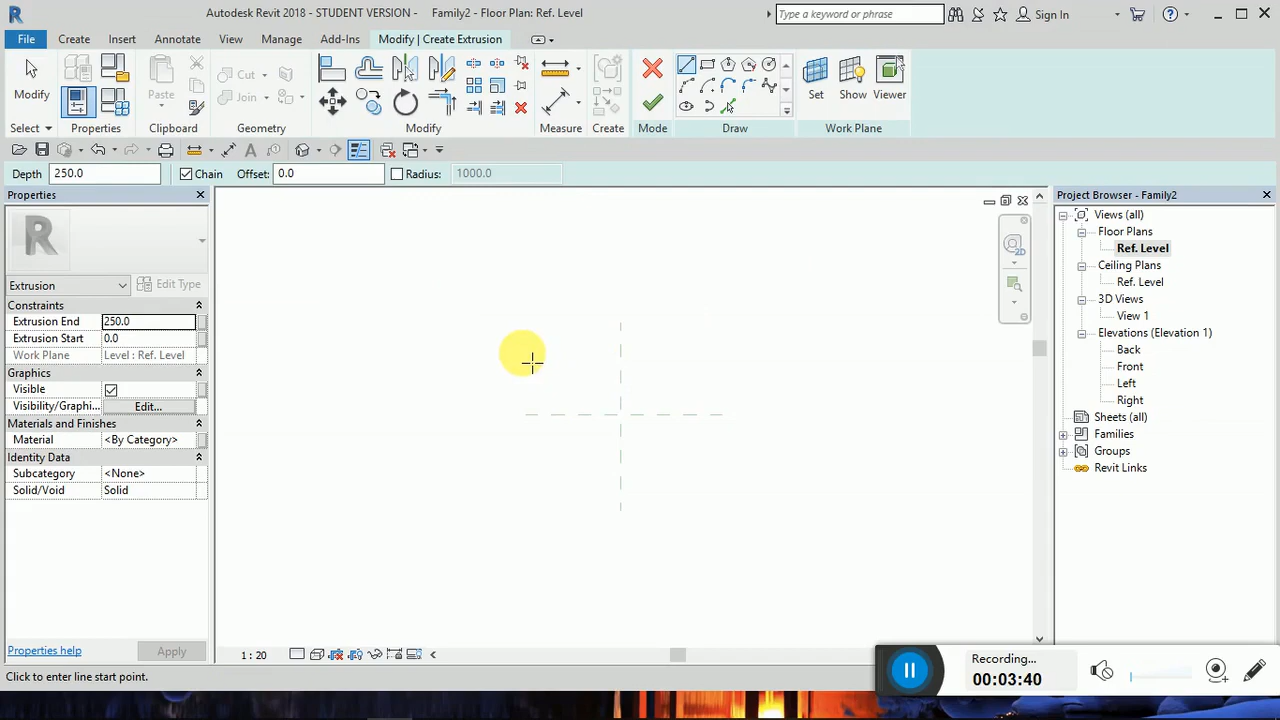 Autodesk Revit 2018 - STUDENT VERSION - Family2 - Floor Plan: Ref. Level
Type a keyword or phrase
Sign In
File Create Insert Annotate View Manage Add-Ins Modify | Create Extrusion
Modify
Paste
Cut
Join
Set Show Viewer
Select Properties Clipboard Geometry Modify Measure Create Mode Draw Work Plane
Depth 250.0 Chain Offset: 0.0 Radius: 1000.0
Properties
Extrusion Edit Type
Constraints
Extrusion End 250.0
Extrusion Start 0.0
Work Plane Level : Ref. Level
Graphics
Visible
Visibility/Graphi... Edit...
Materials and Finishes
Material <By Category>
Identity Data
Subcategory <None>
Solid/Void Solid
Properties help Apply
2D
Project Browser - Family2
Views (all)
Floor Plans
Ref. Level
Ceiling Plans
Ref. Level
3D Views
View 1
Elevations (Elevation 1)
Back
Front
Left
Right
Sheets (all)
Families
Groups
Revit Links
1 : 20
Click to enter line start point.
Recording...
00:03:40